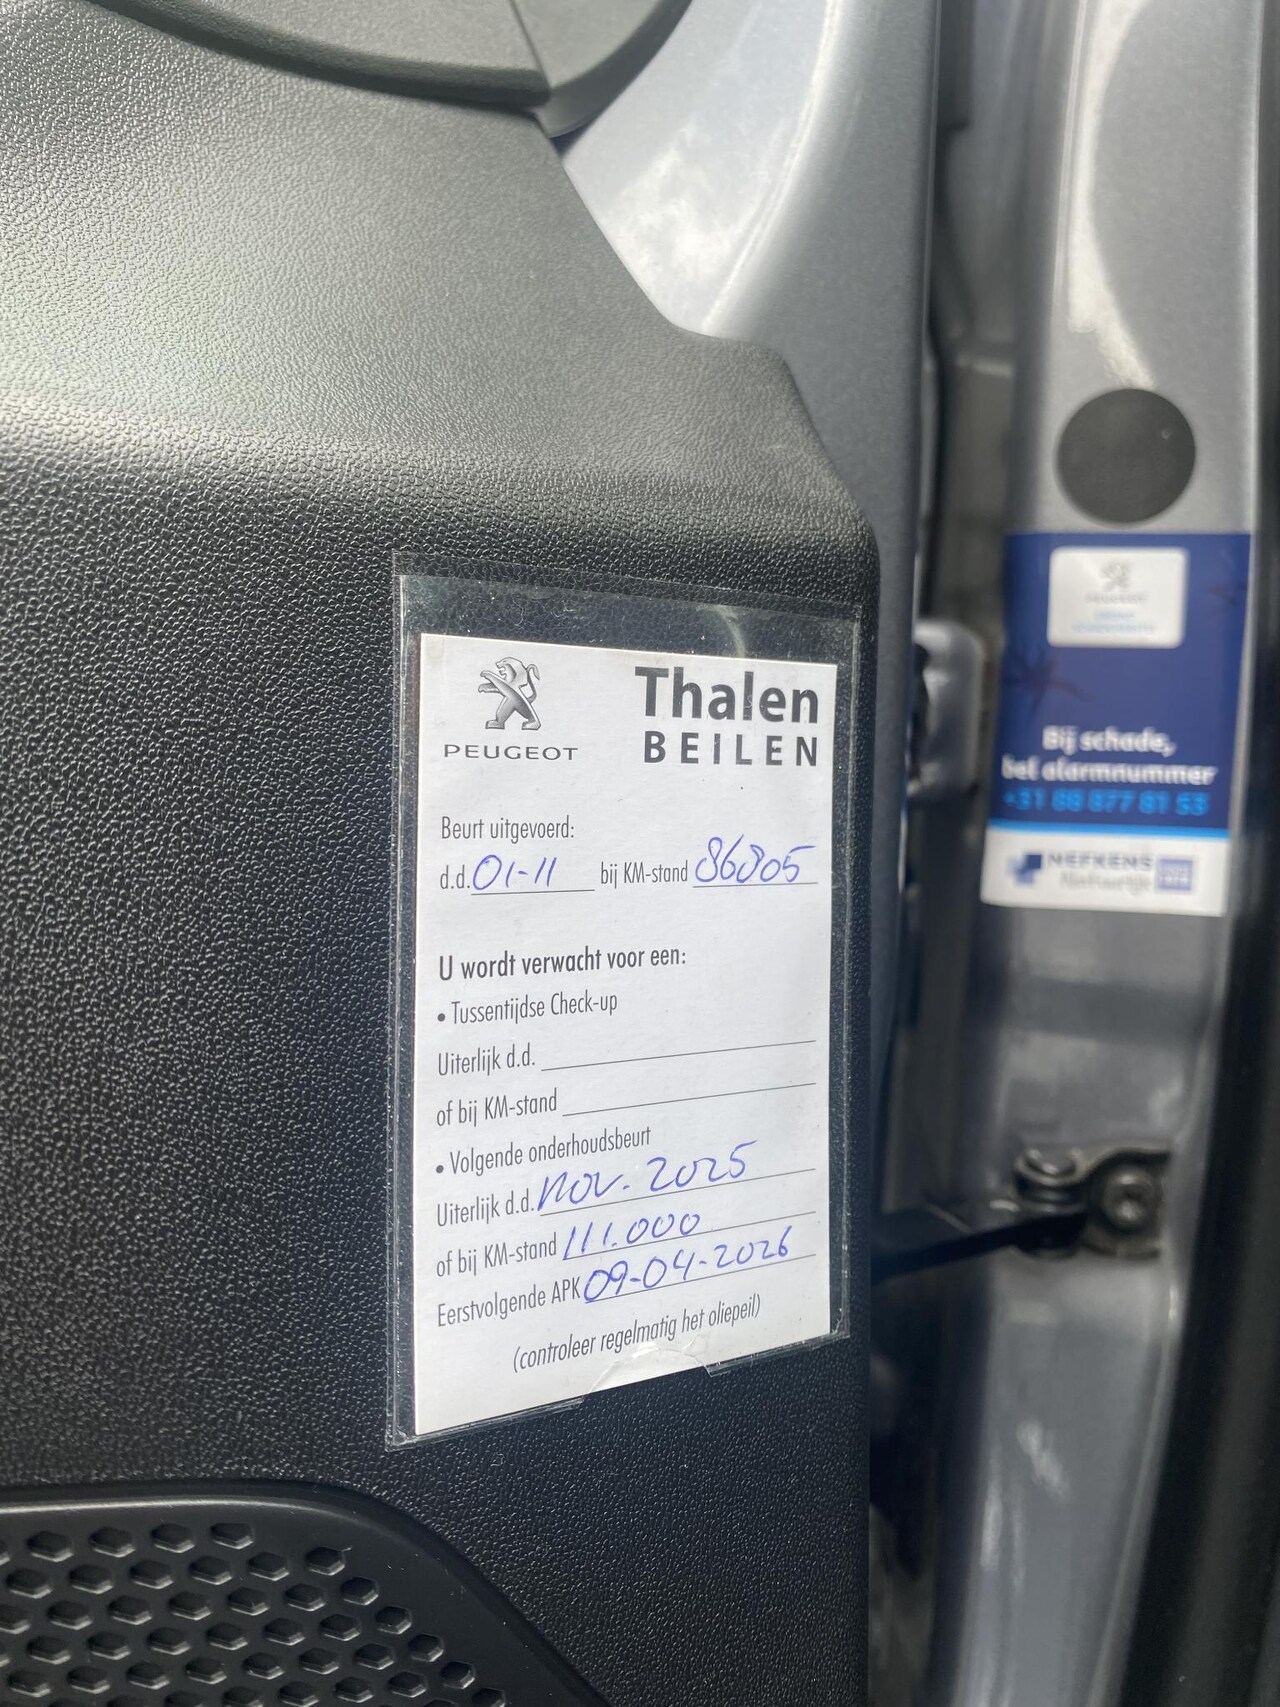 PEUGEOT
Thalen
BEILEN
Beurt uitgevoerd:
d.d. 01-11 bij KM-stand 86805
U wordt verwacht voor een:
• Tussentijdse Check-up
Uiterlijk d.d.
of bij KM-stand
• Volgende onderhoudsbeurt
Uiterlijk d.d. nov. 2025
of bij KM-stand 111.000
Eerstvolgende APK 09-04-2026
(controleer regelmatig het oliepeil)
PEUGEOT
Bij schade,
bel alarmnummer
+31 88 877 81 53
NEFKENS
Natuurlijk